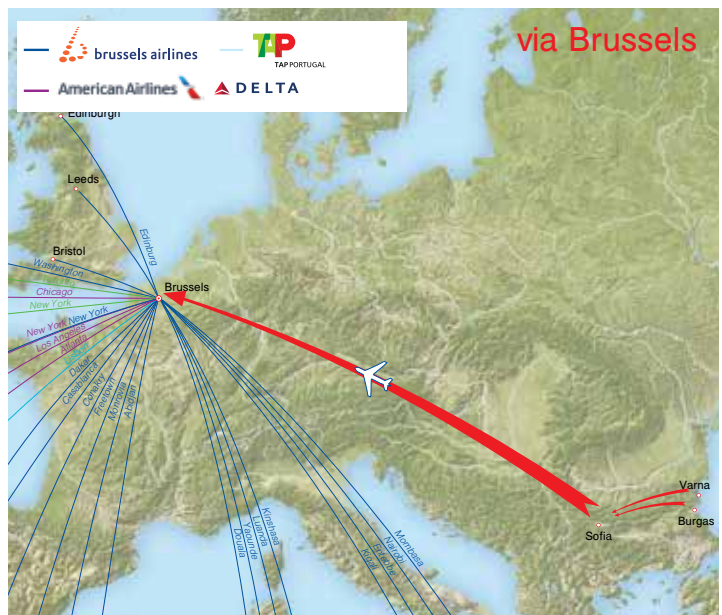 brussels airlines
TAP
TAP PORTUGAL
via Brussels
American Airlines
DELTA
Edinburgh
Leeds
Edinburg
Bristol
Washington
Brussels
Chicago
New York
New York
New York
Los Angeles
Atlanta
Lisbon
Dakar
Casablanca
Conakry
Freetown
Monrovia
Abidjan
Varna
Burgas
Sofia
Kinshasa
Luanda
Yaounde
Douala
Mombasa
Nairobi
Entebbe
Kigali